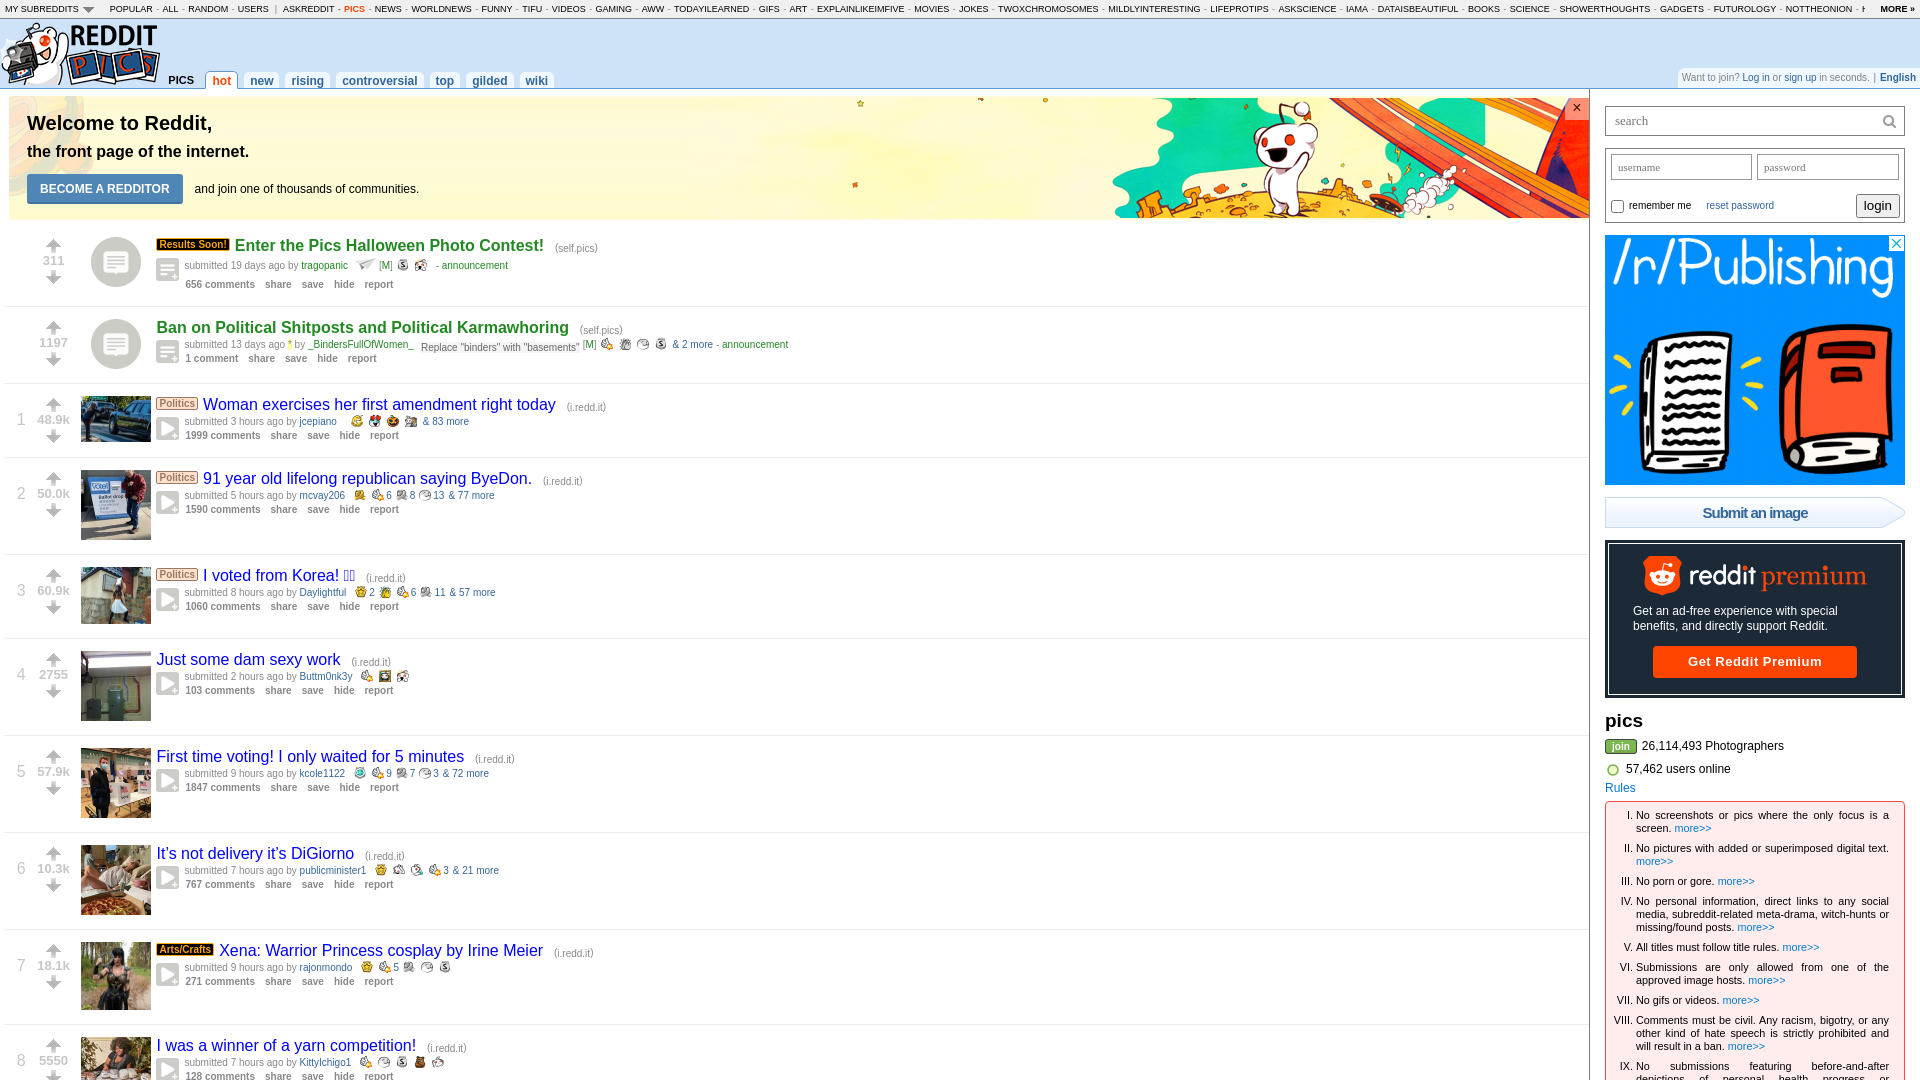 MY SUBREDDITS POPULAR - ALL - RANDOM - USERS | ASKREDDIT - PICS - NEWS - WORLDNEWS - FUNNY - TIFU - VIDEOS - GAMING - AWW - TODAYILEARNED - GIFS - ART - EXPLAINLIKEIMFIVE - MOVIES - JOKES - TWOXCHROMOSOMES - MILDLYINTERESTING - LIFEPROTIPS - ASKSCIENCE - IAMA - DATAISBEAUTIFUL - BOOKS - SCIENCE - SHOWERTHOUGHTS - GADGETS - FUTUROLOGY - NOTTHEONION - MORE »
REDDIT
PICS
PICS hot new rising controversial top gilded wiki
Want to join? Log in or sign up in seconds. | English
Welcome to Reddit,
the front page of the internet.
BECOME A REDDITOR and join one of thousands of communities.
×
311
Results Soon! Enter the Pics Halloween Photo Contest! (self.pics)
submitted 19 days ago by tragopanic [M] - announcement
656 comments share save hide report
1197
Ban on Political Shitposts and Political Karmawhoring (self.pics)
submitted 13 days ago * by _BindersFullOfWomen_ Replace "binders" with "basements" [M] & 2 more - announcement
1 comment share save hide report
1
48.9k
Politics Woman exercises her first amendment right today (i.redd.it)
submitted 3 hours ago by jcepiano & 83 more
1999 comments share save hide report
2
50.0k
Politics 91 year old lifelong republican saying ByeDon. (i.redd.it)
submitted 5 hours ago by mcvay206 6 8 13 & 77 more
1590 comments share save hide report
3
60.9k
Politics I voted from Korea! (i.redd.it)
submitted 8 hours ago by Daylightful 2 6 11 & 57 more
1060 comments share save hide report
4
2755
Just some dam sexy work (i.redd.it)
submitted 2 hours ago by Buttm0nk3y
103 comments share save hide report
5
57.9k
First time voting! I only waited for 5 minutes (i.redd.it)
submitted 9 hours ago by kcole1122 9 7 3 & 72 more
1847 comments share save hide report
6
10.3k
It’s not delivery it’s DiGiorno (i.redd.it)
submitted 7 hours ago by publicminister1 3 & 21 more
767 comments share save hide report
7
18.1k
Arts/Crafts Xena: Warrior Princess cosplay by Irine Meier (i.redd.it)
submitted 9 hours ago by rajonmondo 5
271 comments share save hide report
8
5550
I was a winner of a yarn competition! (i.redd.it)
submitted 7 hours ago by KittyIchigo1
128 comments share save hide report
search
username password
remember me reset password login
/r/Publishing
Submit an image
reddit premium
Get an ad-free experience with special
benefits, and directly support Reddit.
Get Reddit Premium
pics
join 26,114,493 Photographers
57,462 users online
Rules
I. No screenshots or pics where the only focus is a
screen. more>>
II. No pictures with added or superimposed digital text.
more>>
III. No porn or gore. more>>
IV. No personal information, direct links to any social
media, subreddit-related meta-drama, witch-hunts or
missing/found posts. more>>
V. All titles must follow title rules. more>>
VI. Submissions are only allowed from one of the
approved image hosts. more>>
VII. No gifs or videos. more>>
VIII. Comments must be civil. Any racism, bigotry, or any
other kind of hate speech is strictly prohibited and
will result in a ban. more>>
IX. No submissions featuring before-and-after
depictions of personal health progress or